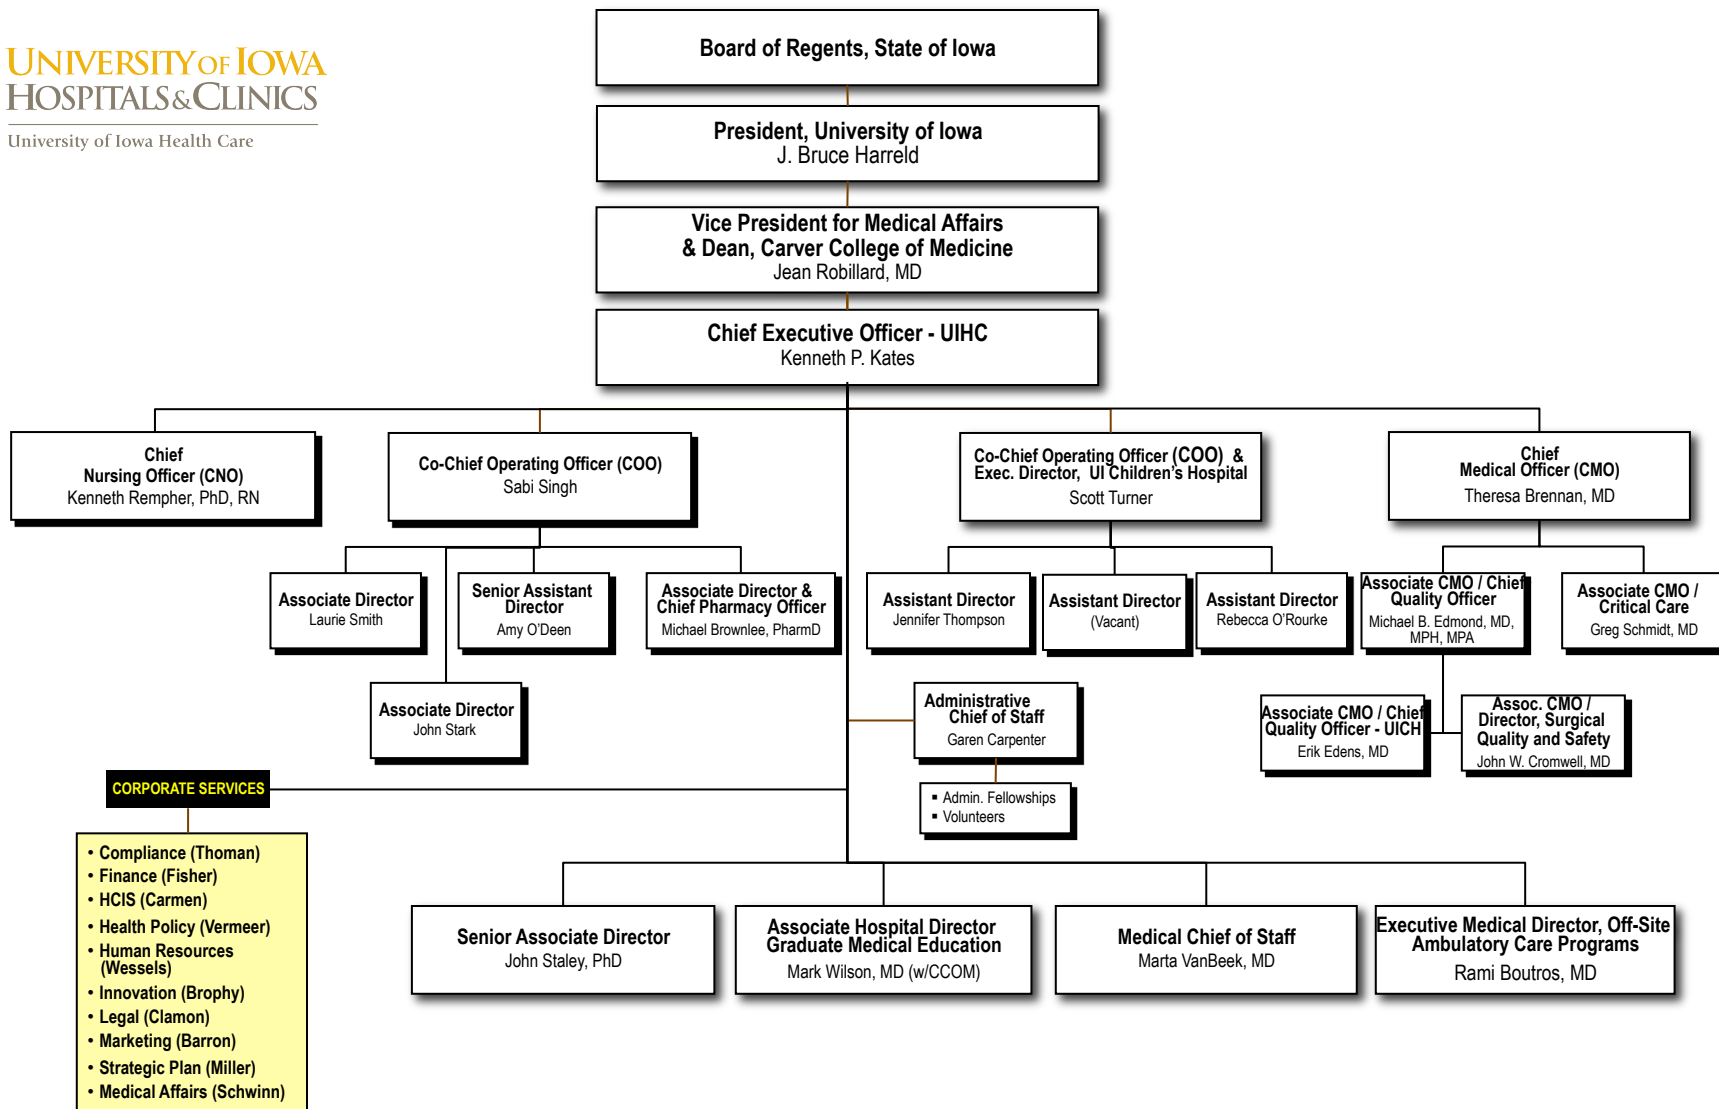 UNIVERSITY OF IOWA
HOSPITALS & CLINICS
University of Iowa Health Care
Board of Regents, State of Iowa
President, University of Iowa
J. Bruce Harreld
Vice President for Medical Affairs
& Dean, Carver College of Medicine
Jean Robillard, MD
Chief Executive Officer - UIHC
Kenneth P. Kates
Chief
Nursing Officer (CNO)
Kenneth Rempher, PhD, RN
Co-Chief Operating Officer (COO)
Sabi Singh
Co-Chief Operating Officer (COO) &
Exec. Director, UI Children's Hospital
Scott Turner
Chief
Medical Officer (CMO)
Theresa Brennan, MD
Associate Director
Laurie Smith
Senior Assistant
Director
Amy O'Deen
Associate Director &
Chief Pharmacy Officer
Michael Brownlee, PharmD
Assistant Director
Jennifer Thompson
Assistant Director
(Vacant)
Assistant Director
Rebecca O'Rourke
Associate CMO / Chief
Quality Officer
Michael B. Edmond, MD,
MPH, MPA
Associate CMO /
Critical Care
Greg Schmidt, MD
Associate Director
John Stark
Administrative
Chief of Staff
Garen Carpenter
Associate CMO / Chief
Quality Officer - UICH
Erik Edens, MD
Assoc. CMO /
Director, Surgical
Quality and Safety
John W. Cromwell, MD
▪ Admin. Fellowships
▪ Volunteers
CORPORATE SERVICES
• Compliance (Thoman)
• Finance (Fisher)
• HCIS (Carmen)
• Health Policy (Vermeer)
• Human Resources
(Wessels)
• Innovation (Brophy)
• Legal (Clamon)
• Marketing (Barron)
• Strategic Plan (Miller)
• Medical Affairs (Schwinn)
Senior Associate Director
John Staley, PhD
Associate Hospital Director
Graduate Medical Education
Mark Wilson, MD (w/CCOM)
Medical Chief of Staff
Marta VanBeek, MD
Executive Medical Director, Off-Site
Ambulatory Care Programs
Rami Boutros, MD